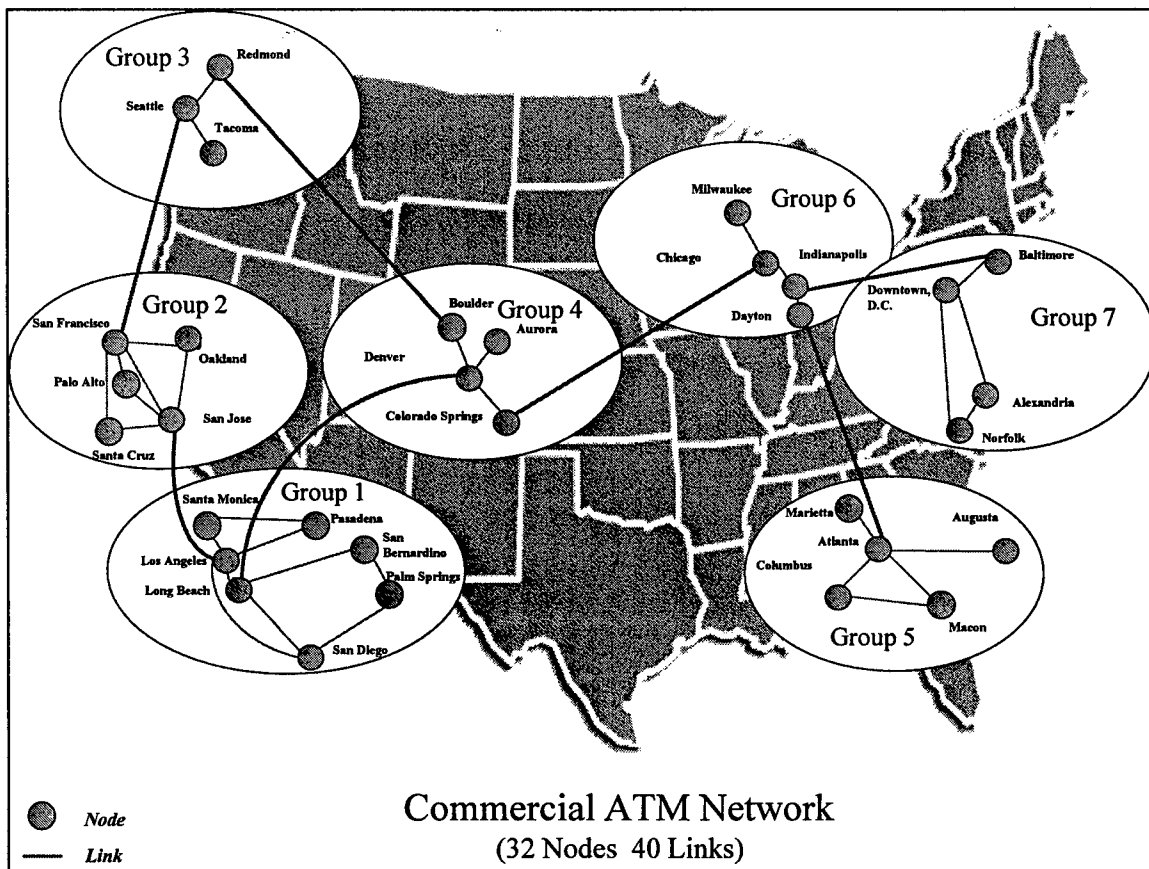 Group 3
Redmond
Seattle
Tacoma
Group 2
San Francisco
Oakland
Palo Alto
San Jose
Santa Cruz
Group 4
Boulder
Aurora
Denver
Colorado Springs
Group 6
Milwaukee
Chicago
Indianapolis
Dayton
Group 7
Baltimore
Downtown,
D.C.
Alexandria
Norfolk
Group 1
Santa Monica
Pasadena
San
Bernardino
Los Angeles
Palm Springs
Long Beach
San Diego
Group 5
Marietta
Augusta
Atlanta
Columbus
Macon
Node
Link
Commercial ATM Network
(32 Nodes 40 Links)